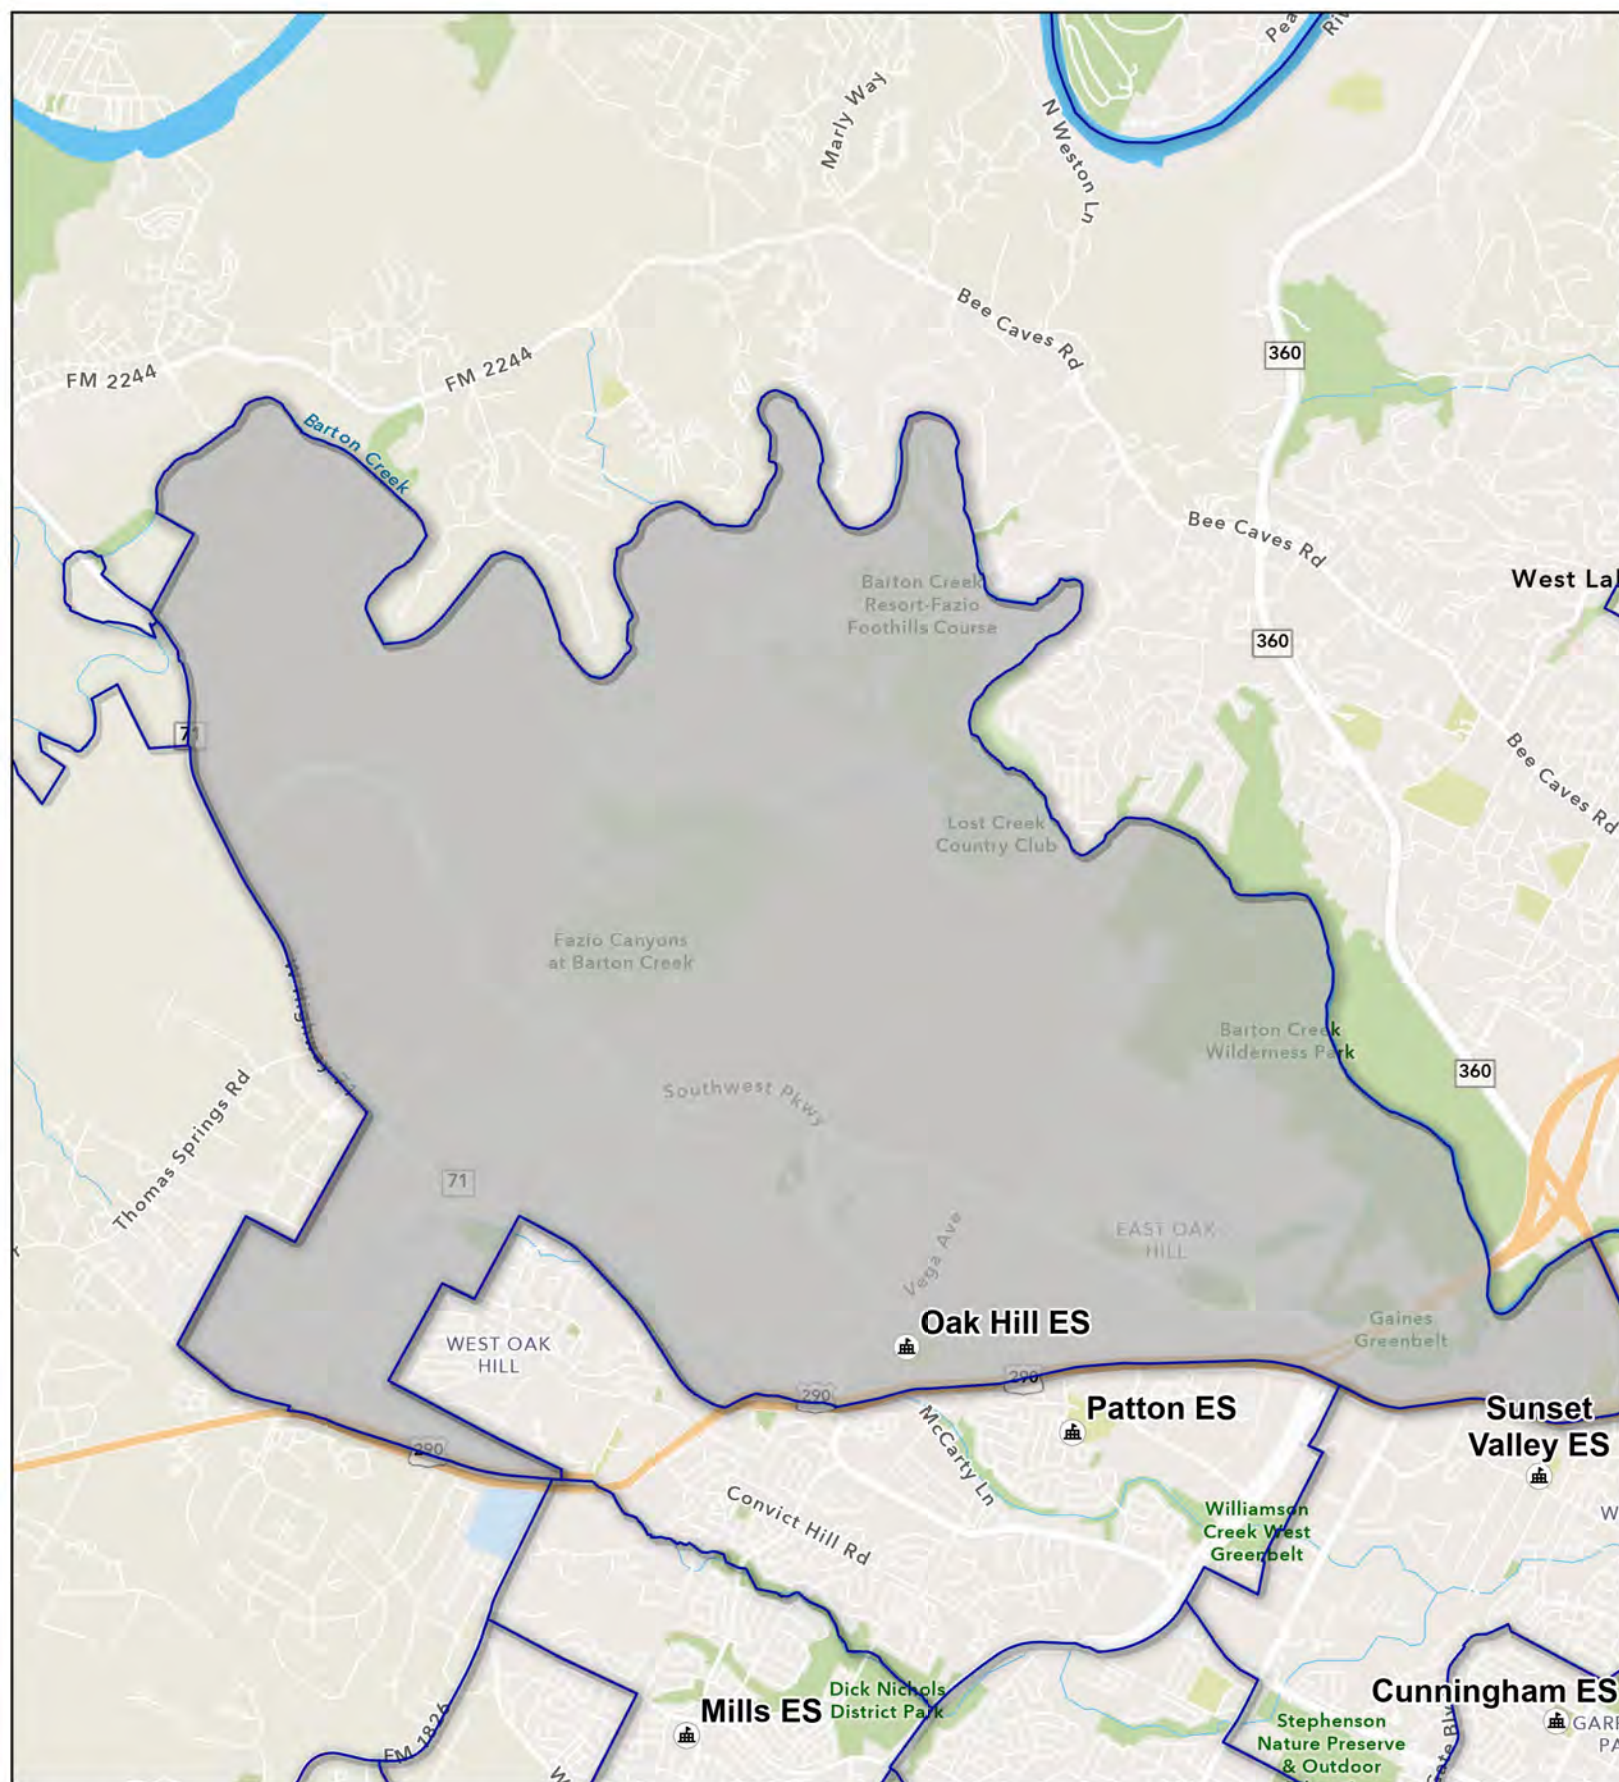 Marly Way
N Weston Ln
Bee Caves Rd
360
FM 2244
FM 2244
Barton Creek
Bee Caves Rd
West
Barton Creek
Resort-Fazio
Foothills Course
360
71
Bee Caves Rd
Lost Creek
Country Club
Fazio Canyons
at Barton Creek
W Highway 71
Barton Creek
Wilderness Park
360
Southwest Pkwy
Thomas Springs Rd
71
Vega Ave
EAST OAK
HILL
Oak Hill ES
Gaines
Greenbelt
WEST OAK
HILL
290
290
Patton ES
Sunset
Valley ES
McCarty Ln
290
Convict Hill Rd
Williamson
Creek West
Greenbelt
Mills ES
Dick Nichols
District Park
Cunningham ES
FM 1826
Stephenson
Nature Preserve
& Outdoor